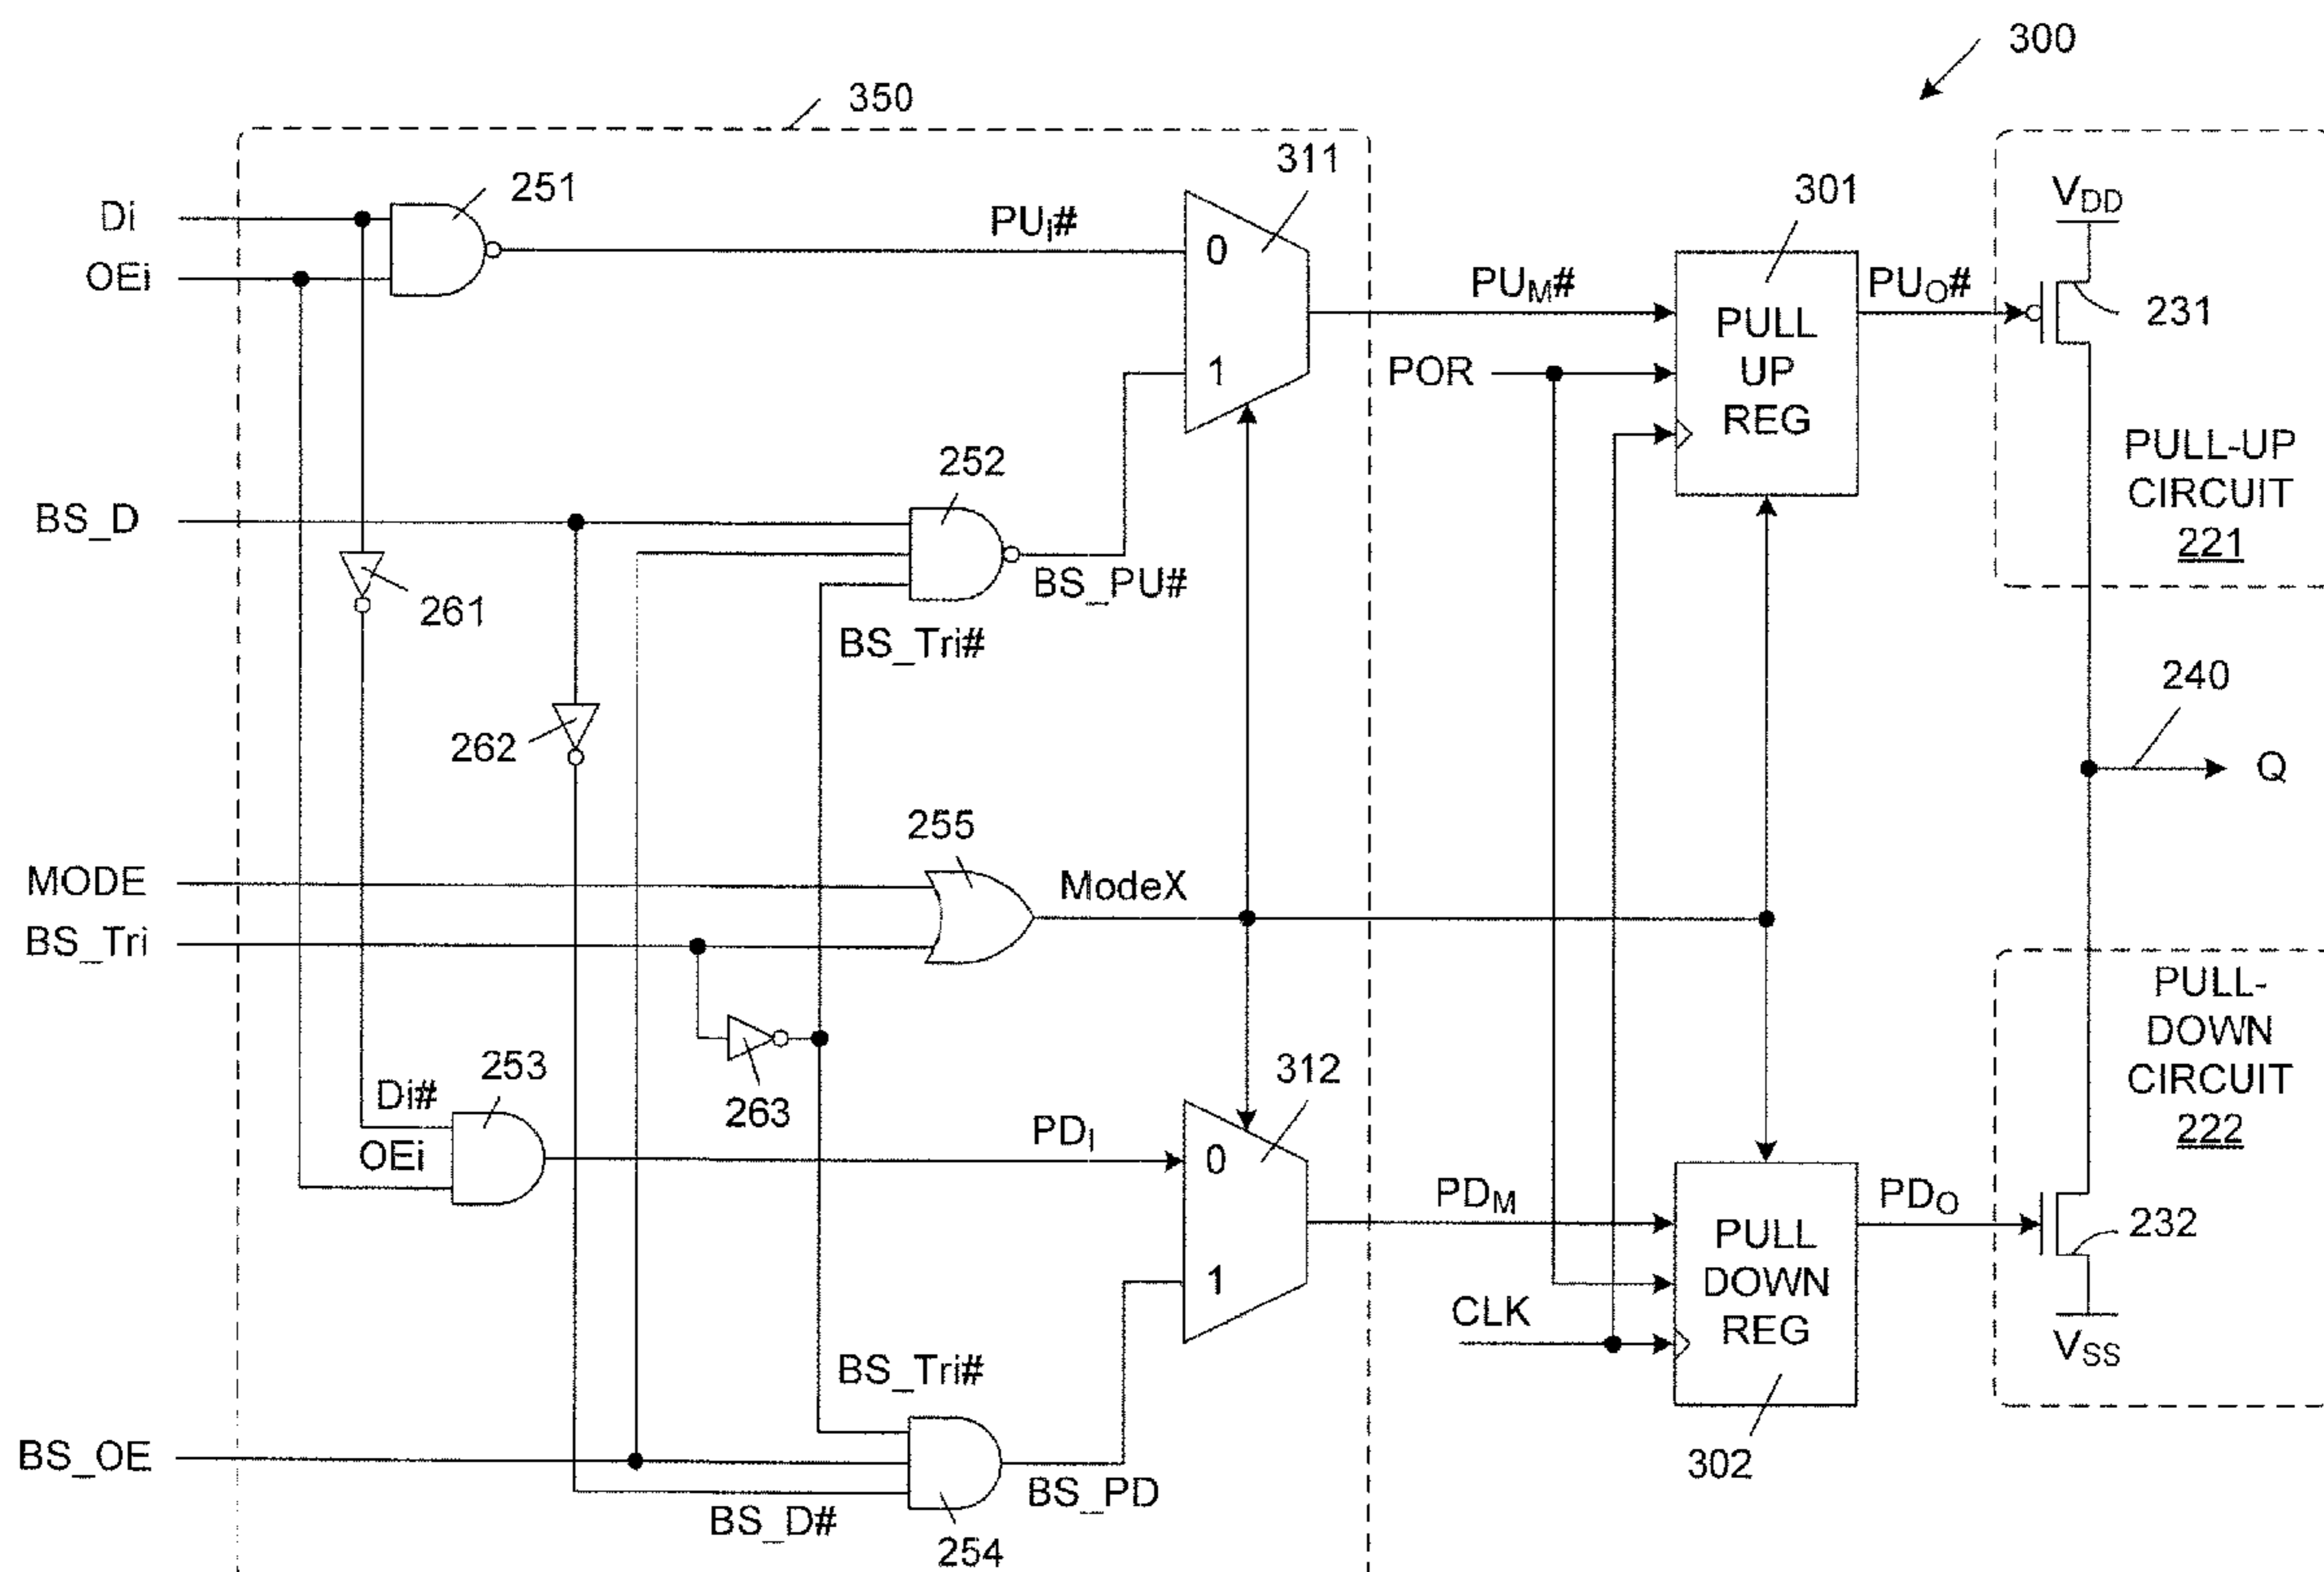 300
350
311
Di
251
PUI#
301
VDD
OEi
0
PUM#
PUO#
231
PULL
UP
REG
1
POR
PULL-UP
CIRCUIT
221
BS_D
252
BS_PU#
261
BS_Tri#
262
240
Q
255
MODE
ModeX
BS_Tri
PULL-
DOWN
CIRCUIT
222
253
263
312
Di#
OEi
PDI
0
PDM
PDO
232
PULL
DOWN
REG
1
CLK
VSS
BS_Tri#
BS_OE
302
BS_PD
BS_D#
254